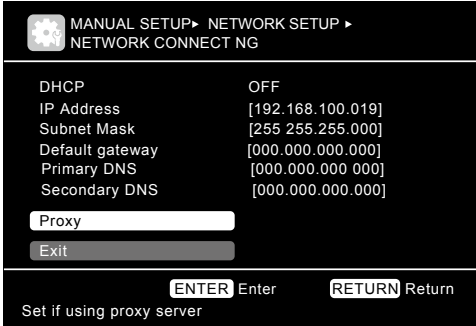 MANUAL SETUP▸ NETWORK SETUP ▸
NETWORK CONNECT NG
DHCP OFF
IP Address [192.168.100.019]
Subnet Mask [255 255.255.000]
Default gateway [000.000.000.000]
Primary DNS [000.000.000 000]
Secondary DNS [000.000.000.000]
Proxy
Exit
ENTER Enter RETURN Return
Set if using proxy server